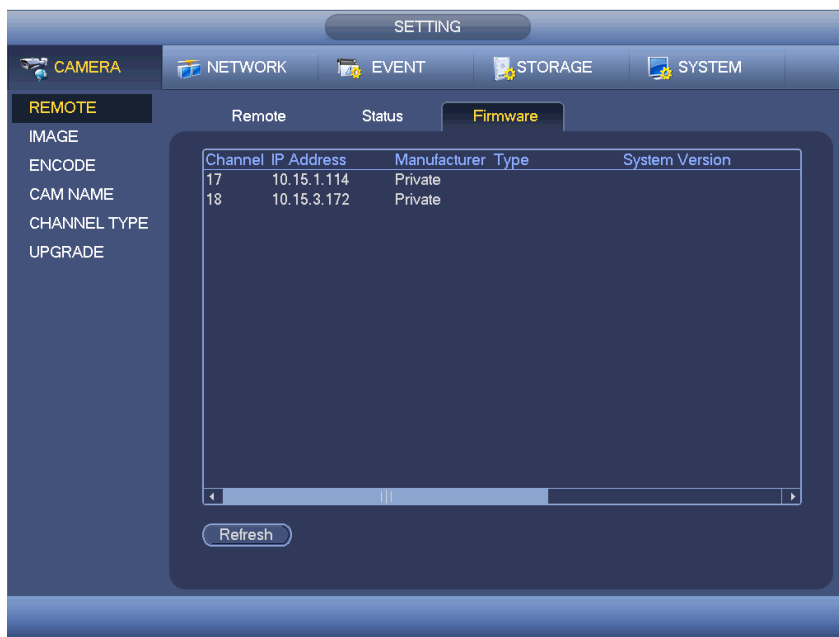 SETTING
CAMERA NETWORK EVENT STORAGE SYSTEM
REMOTE
IMAGE
ENCODE
CAM NAME
CHANNEL TYPE
UPGRADE
Remote Status Firmware
Channel IP Address Manufacturer Type System Version
17 10.15.1.114 Private
18 10.15.3.172 Private
Refresh